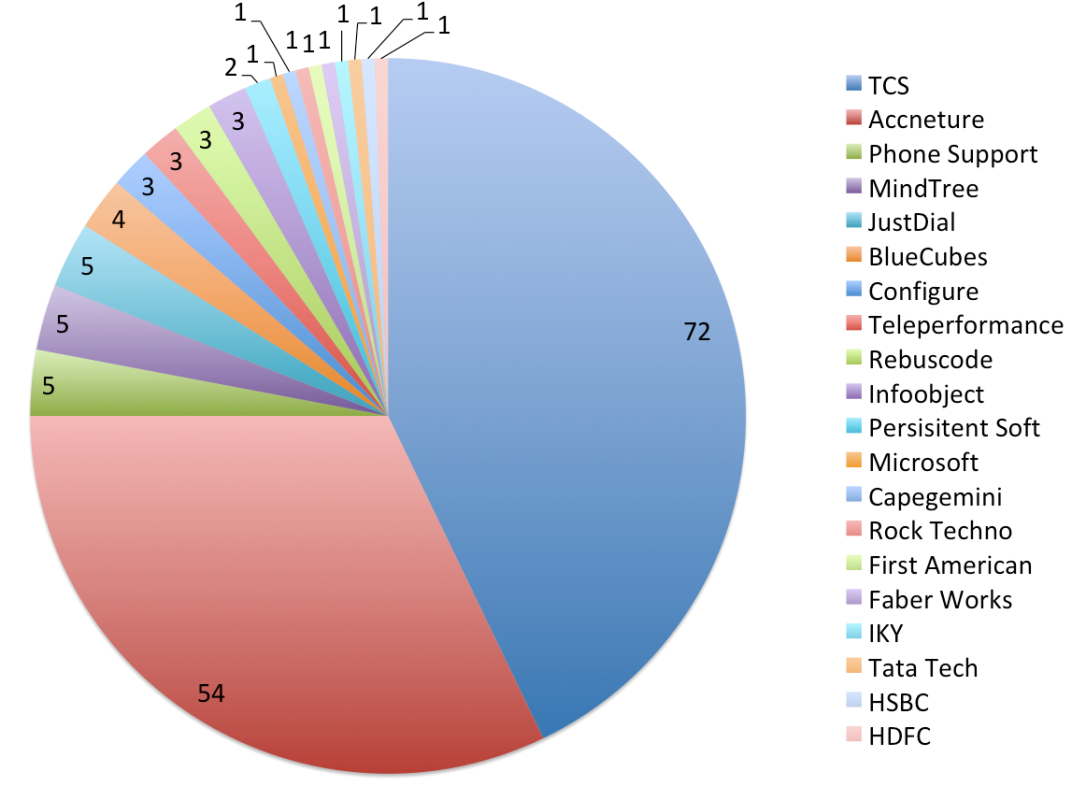 1
1
1
1
1
1
1
1
1
2
3
3
3
3
4
5
5
5
72
54
TCS
Accneture
Phone Support
MindTree
JustDial
BlueCubes
Configure
Teleperformance
Rebuscode
Infoobject
Persisitent Soft
Microsoft
Capegemini
Rock Techno
First American
Faber Works
IKY
Tata Tech
HSBC
HDFC